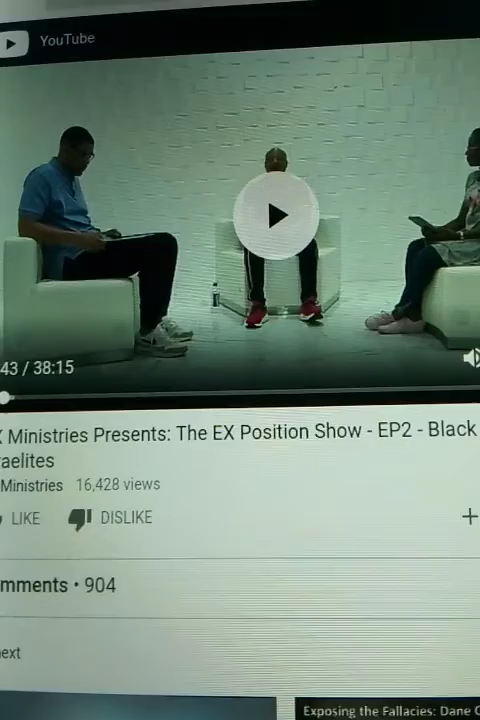 YouTube
43 / 38:15
X Ministries Presents: The EX Position Show - EP2 - Black
raelites
Ministries 16,428 views
LIKE DISLIKE
mments • 904
ext
Exposing the Fallacies: Dane C